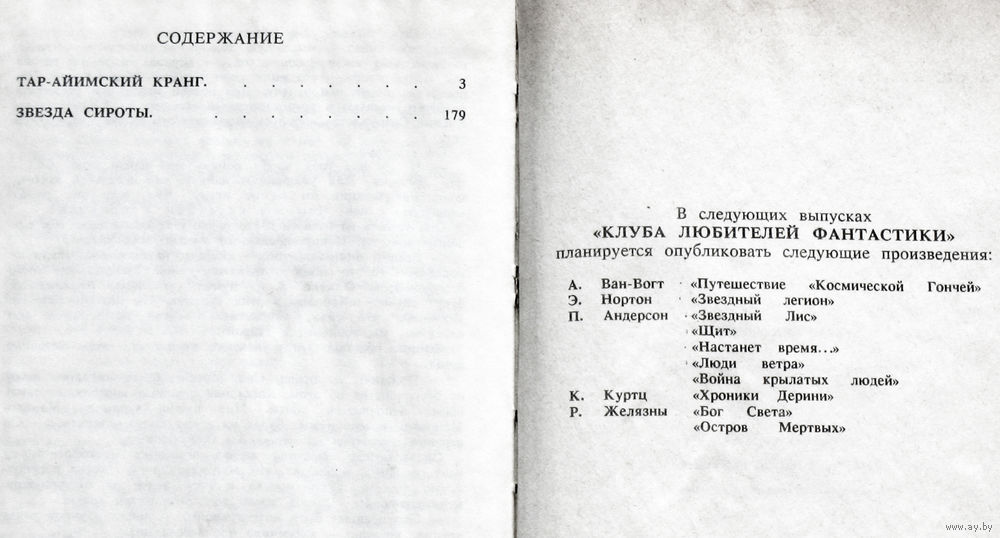 СОДЕРЖАНИЕ
ТАР-АЙИМСКИЙ КРАНГ. . . . . . . . 3
ЗВЕЗДА СИРОТЫ. . . . . . . . . 179
В следующих выпусках
«КЛУБА ЛЮБИТЕЛЕЙ ФАНТАСТИКИ»
планируется опубликовать следующие произведения:
А. Ван-Вогт «Путешествие «Космической Гончей»
Э. Нортон «Звездный легион»
П. Андерсон «Звездный Лис»
«Щит»
«Настанет время...»
«Люди ветра»
«Война крылатых людей»
К. Куртц «Хроники Дерини»
Р. Желязны «Бог Света»
«Остров Мертвых»
www.ay.by